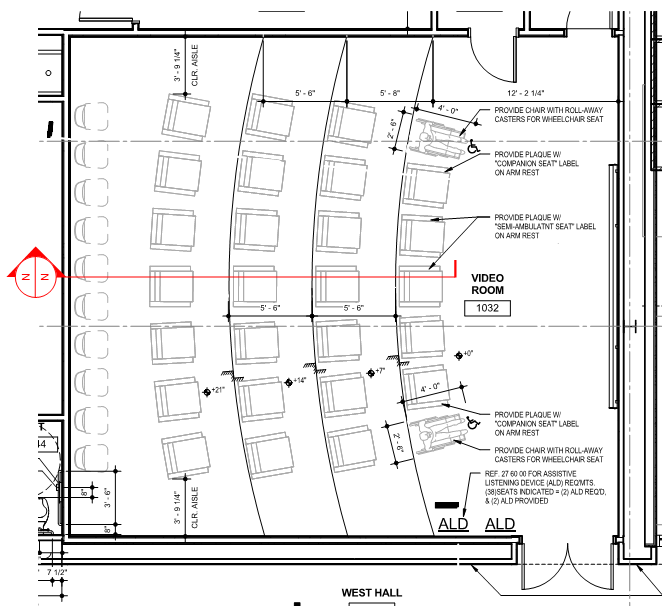 3' - 9 1/4"
CLR. AISLE
5' - 6"
5' - 8"
12' - 2 1/4"
4' - 0"
2' - 6"
PROVIDE CHAIR WITH ROLL-AWAY
CASTERS FOR WHEELCHAIR SEAT
PROVIDE PLAQUE W/
"COMPANION SEAT" LABEL
ON ARM REST
PROVIDE PLAQUE W/
"SEMI-AMBULATNT SEAT" LABEL
ON ARM REST
N
N
VIDEO
ROOM
1032
5' - 6"
5' - 6"
+0"
+7"
+14"
+21"
4' - 0"
2' - 6"
PROVIDE PLAQUE W/
"COMPANION SEAT" LABEL
ON ARM REST
PROVIDE CHAIR WITH ROLL-AWAY
CASTERS FOR WHEELCHAIR SEAT
REF. 27 60 00 FOR ASSISTIVE
LISTENING DEVICE (ALD) REQ'MTS.
(38)SEATS INDICATED = (2) ALD REQ'D,
& (2) ALD PROVIDED
8"
3' - 6"
8"
3' - 9 1/4"
CLR. AISLE
ALD
ALD
7 1/2"
WEST HALL